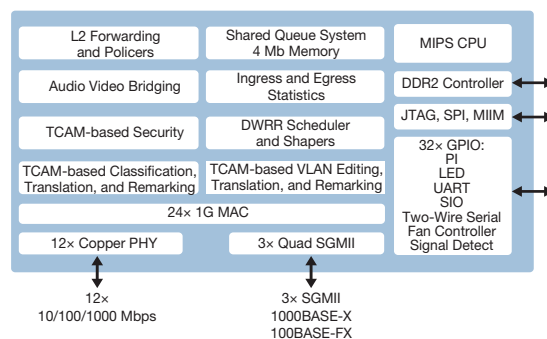 L2 Forwarding
and Policers
Shared Queue System
4 Mb Memory
MIPS CPU
Audio Video Bridging
Ingress and Egress
Statistics
DDR2 Controller
TCAM-based Security
DWRR Scheduler
and Shapers
JTAG, SPI, MIIM
TCAM-based Classification,
Translation, and Remarking
TCAM-based VLAN Editing,
Translation, and Remarking
32× GPIO:
PI
LED
UART
SIO
Two-Wire Serial
Fan Controller
Signal Detect
24× 1G MAC
12× Copper PHY
3× Quad SGMII
12×
10/100/1000 Mbps
3× SGMII
1000BASE-X
100BASE-FX